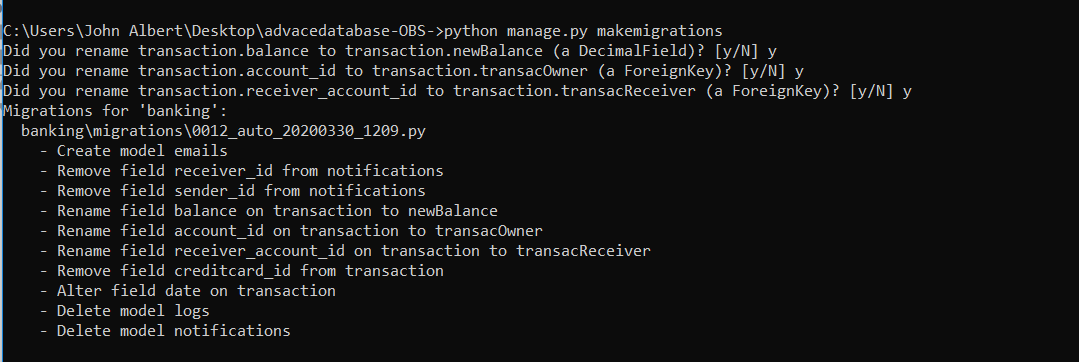 C:\Users\John Albert\Desktop\advacedatabase-OBS->python manage.py makemigrations
Did you rename transaction.balance to transaction.newBalance (a DecimalField)? [y/N] y
Did you rename transaction.account_id to transaction.transacOwner (a ForeignKey)? [y/N] y
Did you rename transaction.receiver_account_id to transaction.transacReceiver (a ForeignKey)? [y/N] y
Migrations for 'banking':
  banking\migrations\0012_auto_20200330_1209.py
    - Create model emails
    - Remove field receiver_id from notifications
    - Remove field sender_id from notifications
    - Rename field balance on transaction to newBalance
    - Rename field account_id on transaction to transacOwner
    - Rename field receiver_account_id on transaction to transacReceiver
    - Remove field creditcard_id from transaction
    - Alter field date on transaction
    - Delete model logs
    - Delete model notifications